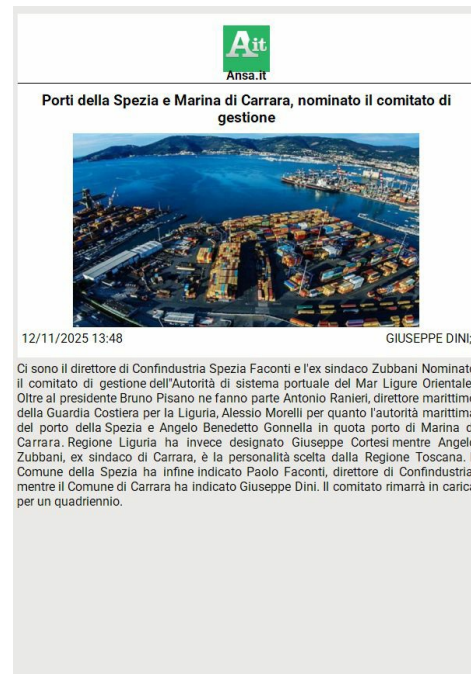 Ait
Ansa.it
Porti della Spezia e Marina di Carrara, nominato il comitato di
gestione
12/11/2025 13:48
GIUSEPPE DINI;
Ci sono il direttore di Confindustria Spezia Faconti e l'ex sindaco Zubbani Nominato
il comitato di gestione dell"Autorità di sistema portuale del Mar Ligure Orientale
Oltre al presidente Bruno Pisano ne fanno parte Antonio Ranieri, direttore marittimo
della Guardia Costiera per la Liguria, Alessio Morelli per quanto l'autorità marittima
del porto della Spezia e Angelo Benedetto Gonnella in quota porto di Marina d
Carrara. Regione Liguria ha invece designato Giuseppe Cortesi mentre Angelo
Zubbani, ex sindaco di Carrara, è la personalità scelta dalla Regione Toscana.
Comune della Spezia ha infine indicato Paolo Faconti, direttore di Confindustria
mentre il Comune di Carrara ha indicato Giuseppe Dini. Il comitato rimarrà in carica
per un quadriennio.